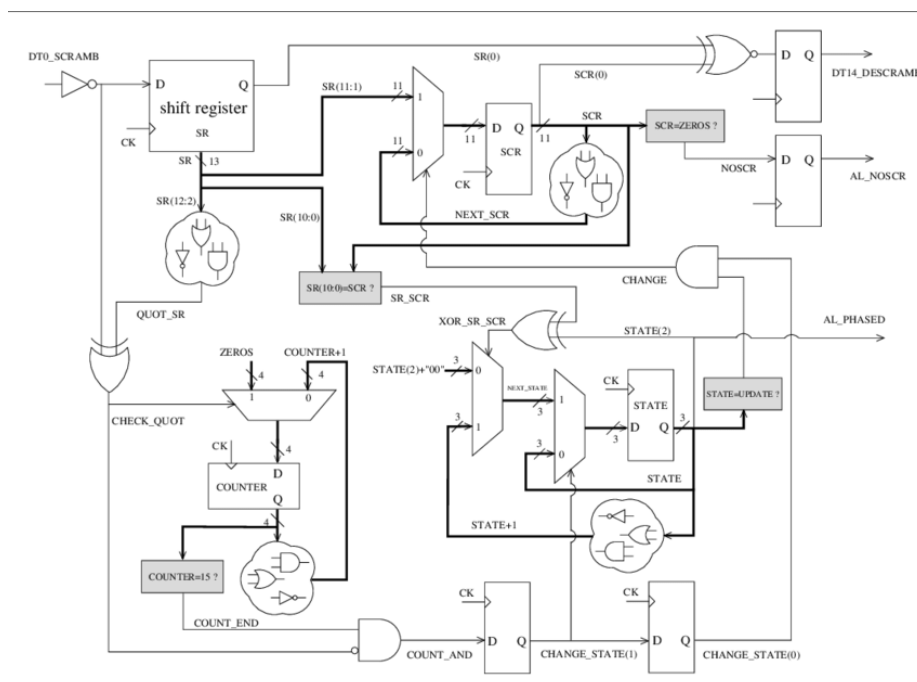 DT0_SCRAMB
D
Q
shift register
SR
CK
SR
13
SR(12:2)
QUOT_SR
SR(0)
SR(11:1)
11
1
11
0
SR(10:0)
NEXT_SCR
11
D Q
SCR
CK
11
SCR
SCR(0)
D Q
DT14_DESCRAMB
SCR=ZEROS ?
NOSCR
D Q
AL_NOSCR
SR(10:0)=SCR ?
SR_SCR
CHANGE
XOR_SR_SCR
STATE(2)
AL_PHASED
ZEROS
COUNTER+1
4
4
1
0
CHECK_QUOT
CK
4
D
COUNTER
Q
4
COUNTER=15 ?
COUNT_END
STATE(2)+"00"
3
0
3
1
NEXT_STATE
3
1
3
0
CK
STATE
3
D Q
3
STATE=UPDATE ?
STATE
STATE+1
COUNT_AND
CK
D Q
CHANGE_STATE(1)
CK
D Q
CHANGE_STATE(0)